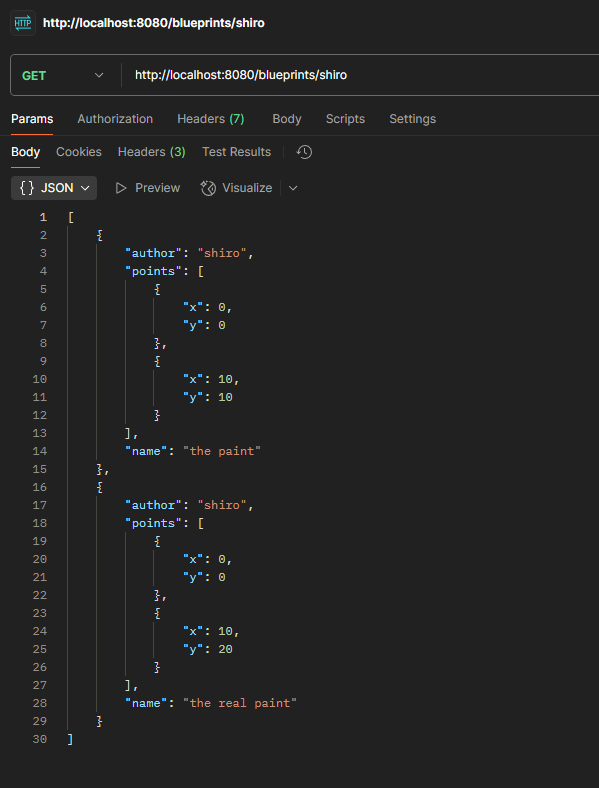 HTTP http://localhost:8080/blueprints/shiro
GET http://localhost:8080/blueprints/shiro
Params Authorization Headers (7) Body Scripts Settings
Body Cookies Headers (3) Test Results
{} JSON Preview Visualize
1 [
2 {
3 "author": "shiro",
4 "points": [
5 {
6 "x": 0,
7 "y": 0
8 },
9 {
10 "x": 10,
11 "y": 10
12 }
13 ],
14 "name": "the paint"
15 },
16 {
17 "author": "shiro",
18 "points": [
19 {
20 "x": 0,
21 "y": 0
22 },
23 {
24 "x": 10,
25 "y": 20
26 }
27 ],
28 "name": "the real paint"
29 }
30 ]